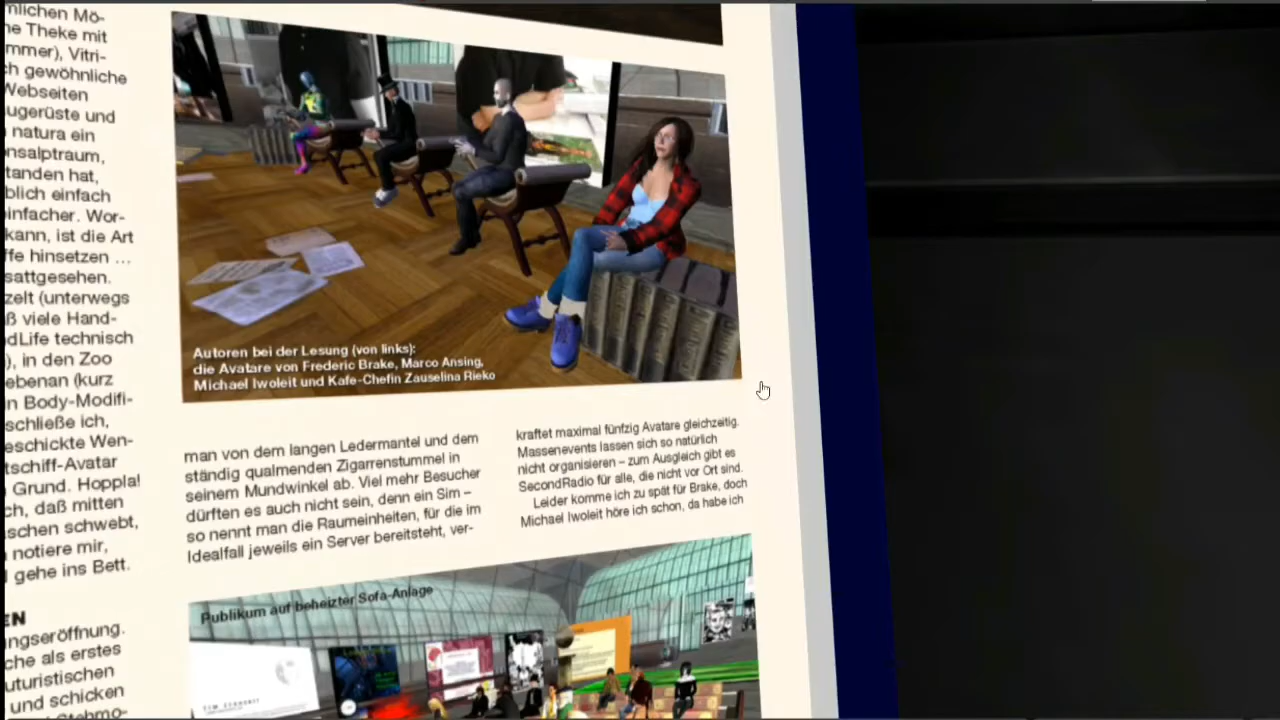 mlichen Mö-
ne Theke mit
mmer), Vitri-
ch gewöhnliche
Webseiten
ugerüste und
natura ein
nsalptraum,
tanden hat,
blich einfach
infacher. Wor-
kann, ist die Art
ffe hinsetzen ...
sattgesehen.
zelt (unterwegs
ß viele Hand-
dLife technisch
), in den Zoo
ebenan (kurz
n Body-Modifi-
schließe ich,
eschickte Wen-
tschiff-Avatar
Grund. Hoppla!
ch, daß mitten
schen schwebt,
notiere mir,
gehe ins Bett.
EN
ngseröffnung.
che als erstes
uturistischen
und schicken
Stehmo-
Autoren bei der Lesung (von links):
die Avatare von Frederic Brake, Marco Ansing,
Michael Iwoleit und Kafe-Chefin Zauselina Rieko
man von dem langen Ledermantel und dem
ständig qualmenden Zigarrenstummel in
seinem Mundwinkel ab. Viel mehr Besucher
dürften es auch nicht sein, denn ein Sim –
so nennt man die Raumeinheiten, für die im
Idealfall jeweils ein Server bereitsteht, ver-
kraftet maximal fünfzig Avatare gleichzeitig.
Massenevents lassen sich so natürlich
nicht organisieren – zum Ausgleich gibt es
SecondRadio für alle, die nicht vor Ort sind.
Leider komme ich zu spät für Brake, doch
Michael Iwoleit höre ich schon, da habe ich
Publikum auf beheizter Sofa-Anlage